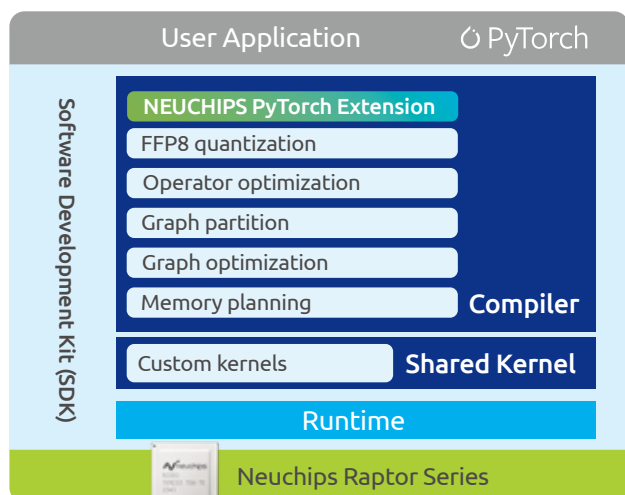 User Application
PyTorch
Software Development Kit (SDK)
NEUCHIPS PyTorch Extension
FFP8 quantization
Operator optimization
Graph partition
Graph optimization
Memory planning
Compiler
Custom kernels
Shared Kernel
Runtime
Neuchips
Neuchips Raptor Series